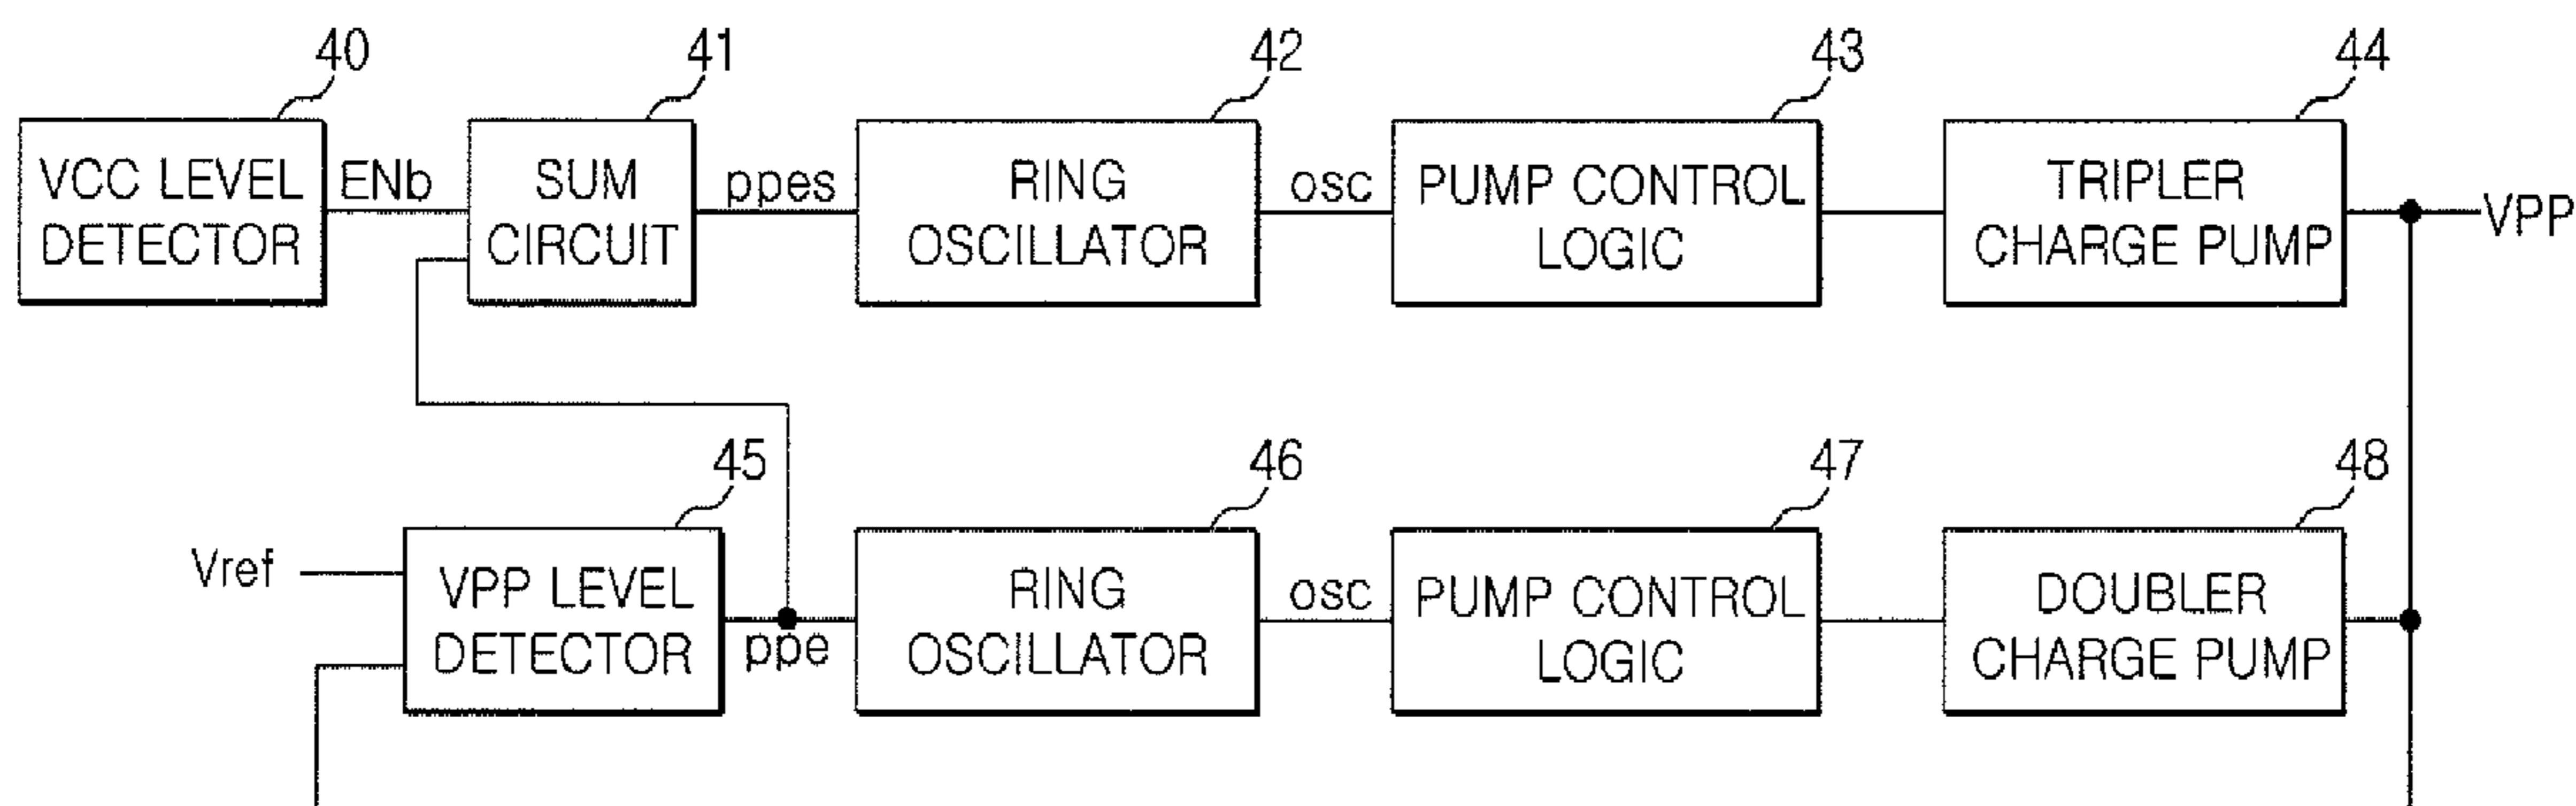 40
41
42
43
44
VCC LEVEL
DETECTOR
ENb
SUM
CIRCUIT
ppes
RING
OSCILLATOR
osc
PUMP CONTROL
LOGIC
TRIPLER
CHARGE PUMP
VPP
45
46
47
48
Vref
VPP LEVEL
DETECTOR
ppe
RING
OSCILLATOR
osc
PUMP CONTROL
LOGIC
DOUBLER
CHARGE PUMP